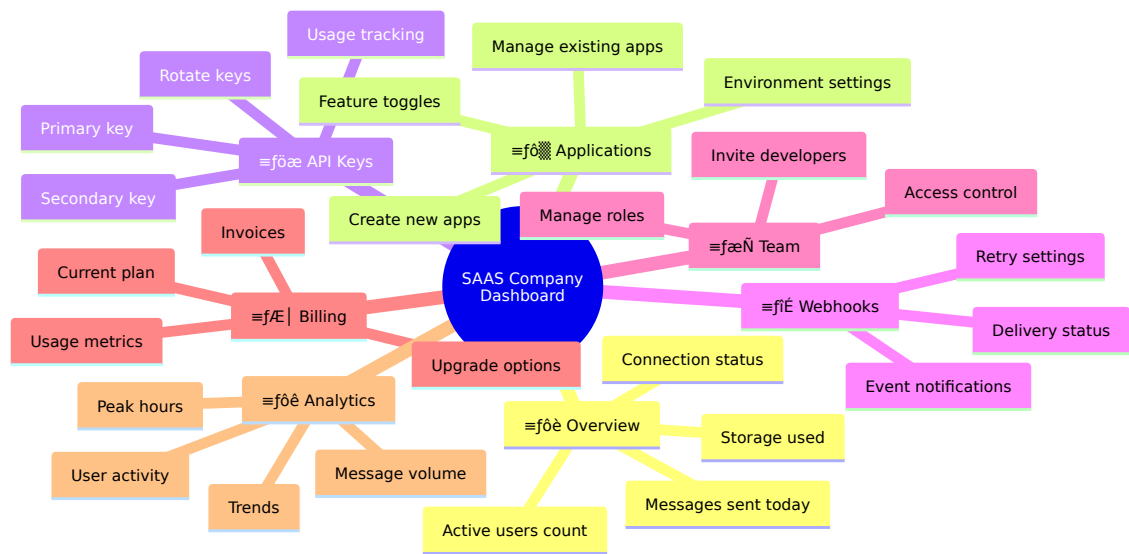 Usage tracking
Manage existing apps
Rotate keys
Environment settings
Feature toggles
Primary key
≡ƒöæ API Keys
≡ƒô▒ Applications
Invite developers
Secondary key
Access control
Create new apps
Manage roles
Invoices
≡ƒæÑ Team
Retry settings
Current plan
SAAS Company
Dashboard
≡ƒîÉ Webhooks
≡ƒÆ│ Billing
Delivery status
Usage metrics
Connection status
Upgrade options
Event notifications
Peak hours
≡ƒôê Analytics
≡ƒôè Overview
Storage used
User activity
Message volume
Trends
Messages sent today
Active users count